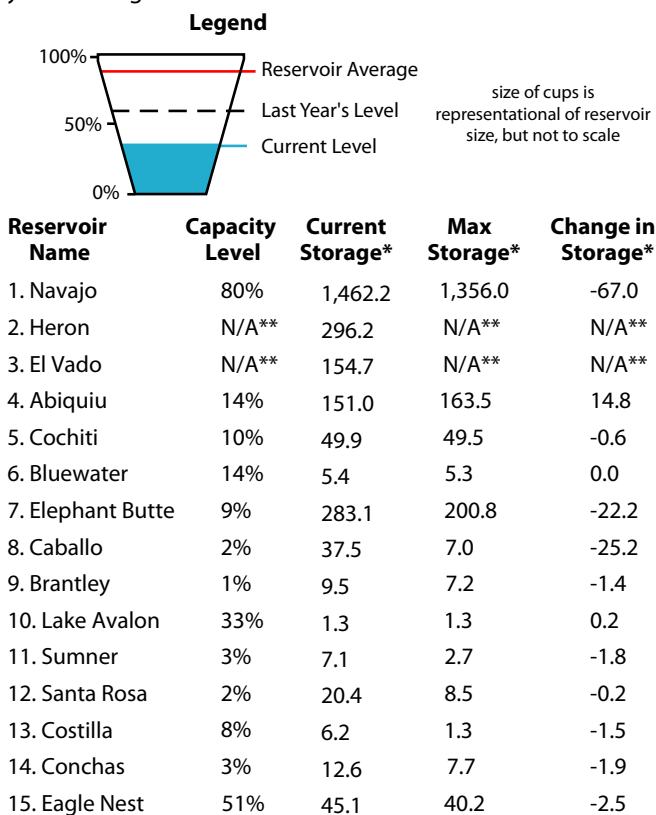 Legend
100%
Reservoir Average
Last Year's Level
50%
Current Level
0%
size of cups is
representational of reservoir
size, but not to scale
Reservoir Capacity Current Max Change in
Name Level Storage* Storage* Storage*
1. Navajo 80% 1,462.2 1,356.0 -67.0
2. Heron N/A** 296.2 N/A** N/A**
3. El Vado N/A** 154.7 N/A** N/A**
4. Abiquiu 14% 151.0 163.5 14.8
5. Cochiti 10% 49.9 49.5 -0.6
6. Bluewater 14% 5.4 5.3 0.0
7. Elephant Butte 9% 283.1 200.8 -22.2
8. Caballo 2% 37.5 7.0 -25.2
9. Brantley 1% 9.5 7.2 -1.4
10. Lake Avalon 33% 1.3 1.3 0.2
11. Sumner 3% 7.1 2.7 -1.8
12. Santa Rosa 2% 20.4 8.5 -0.2
13. Costilla 8% 6.2 1.3 -1.5
14. Conchas 3% 12.6 7.7 -1.9
15. Eagle Nest 51% 45.1 40.2 -2.5